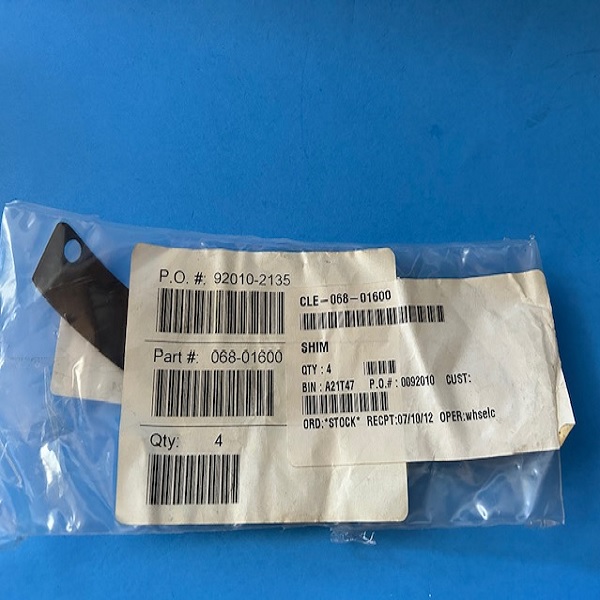 P.O. #: 92010-2135
Part #: 068-01600
Qty: 4
CLE-068-01600
SHIM
QTY : 4
BIN : A21T47 P.O.# : 0092010 CUST:
ORD:*STOCK* RECPT:07/10/12 OPER:whselc